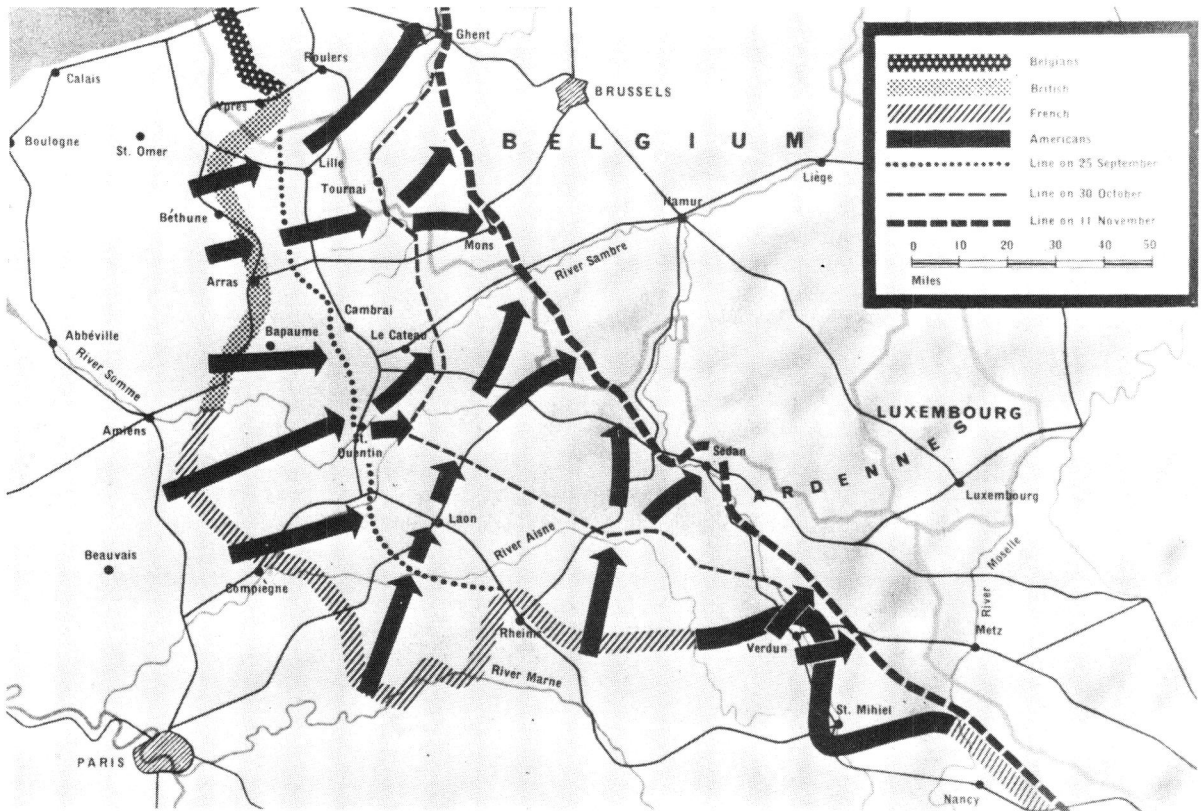 Ghent
Roulers
Calais
Ypres
BRUSSELS
Boulogne
St. Omer
BELGIUM
Lille
Liège
Tournai
Béthune
Namur
Mons
River Sambre
Arras
Cambrai
Abbéville
Bapaume
Le Cateau
River Somme
Amiens
St. Quentin
LUXEMBOURG
Sedan
ARDENNES
Luxembourg
Laon
River Aisne
Beauvais
Compiègne
River Moselle
Rheims
Verdun
Metz
River Marne
St. Mihiel
PARIS
Nancy
Belgians
British
French
Americans
Line on 25 September
Line on 30 October
Line on 11 November
0 10 20 30 40 50
Miles